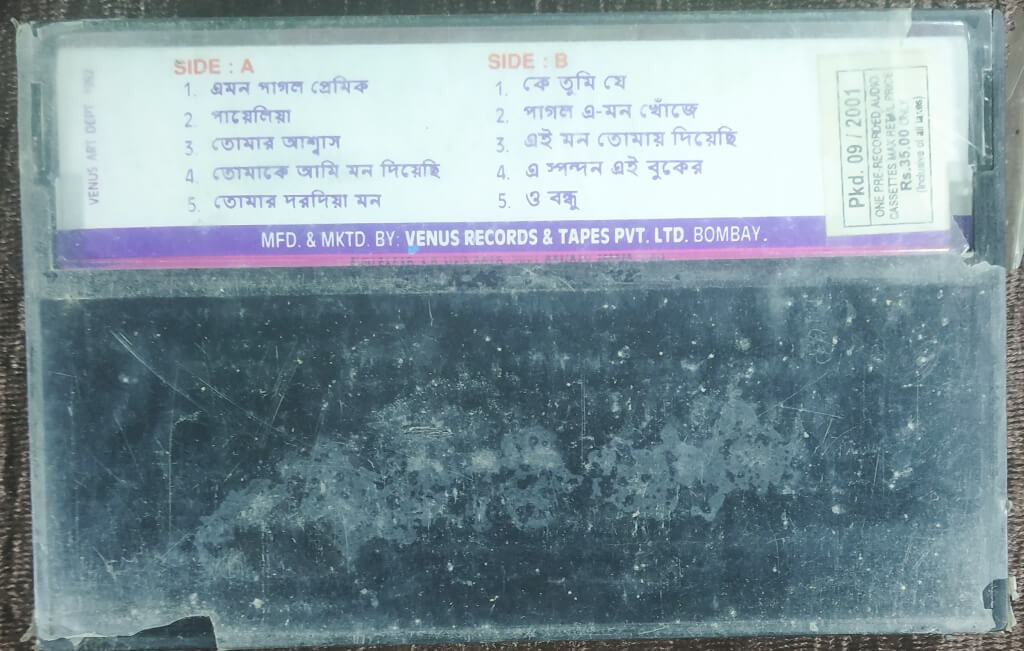 SIDE : A
1. এমন পাগল প্রেমিক
2. পায়েলিয়া
3. তোমার আশ্বাস
4. তোমাকে আমি মন দিয়েছি
5. তোমার দরদিয়া মন
SIDE : B
1. কে তুমি যে
2. পাগল এ-মন খোঁজে
3. এই মন তোমায় দিয়েছি
4. এ স্পন্দন এই বুকের
5. ও বন্ধু
VENUS ART DEPT
Pkd. 09 / 2001
ONE PRE-RECORDED AUDIO
CASSETTES MAX RETAIL PRICE
Rs.35.00 ONLY
(Inclusive of all taxes)
MFD. & MKTD. BY: VENUS RECORDS & TAPES PVT. LTD. BOMBAY.